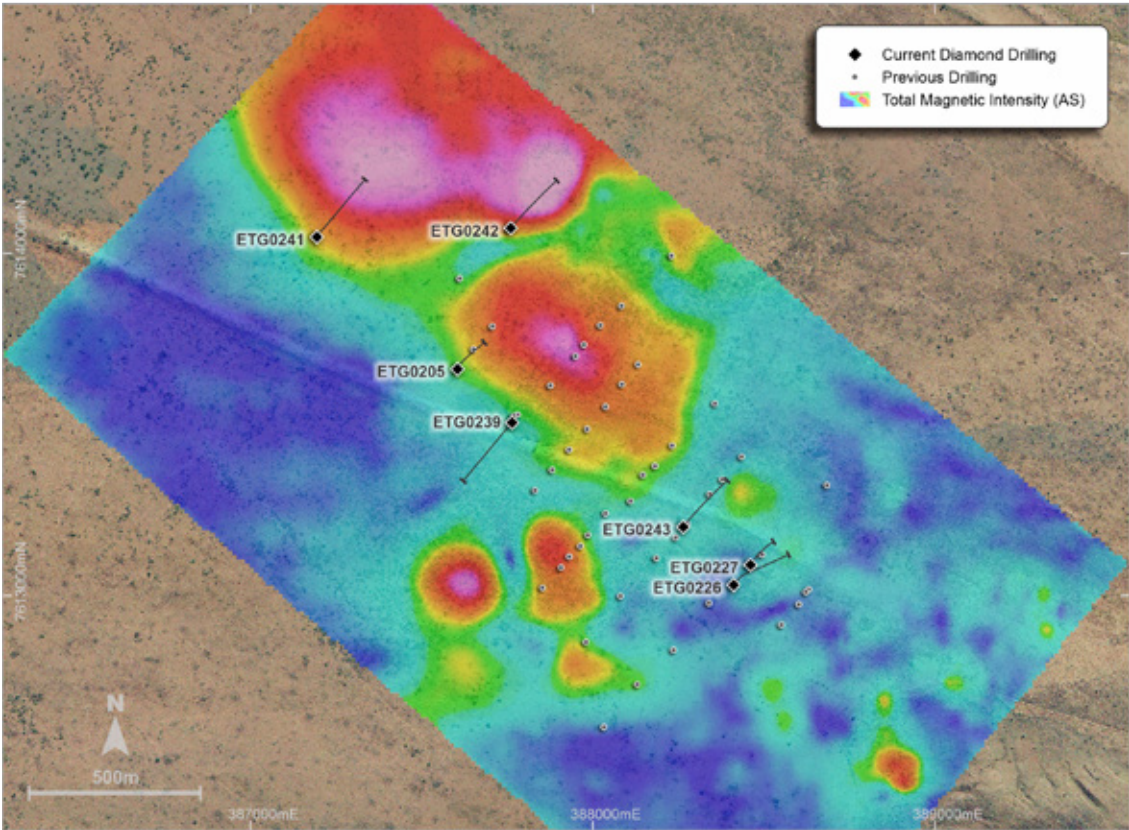 Current Diamond Drilling
Previous Drilling
Total Magnetic Intensity (AS)
ETG0241
ETG0242
7614000mN
ETG0205
ETG0239
ETG0243
ETG0227
ETG0226
7613000mN
N
500m
387000mE
388000mE
389000mE